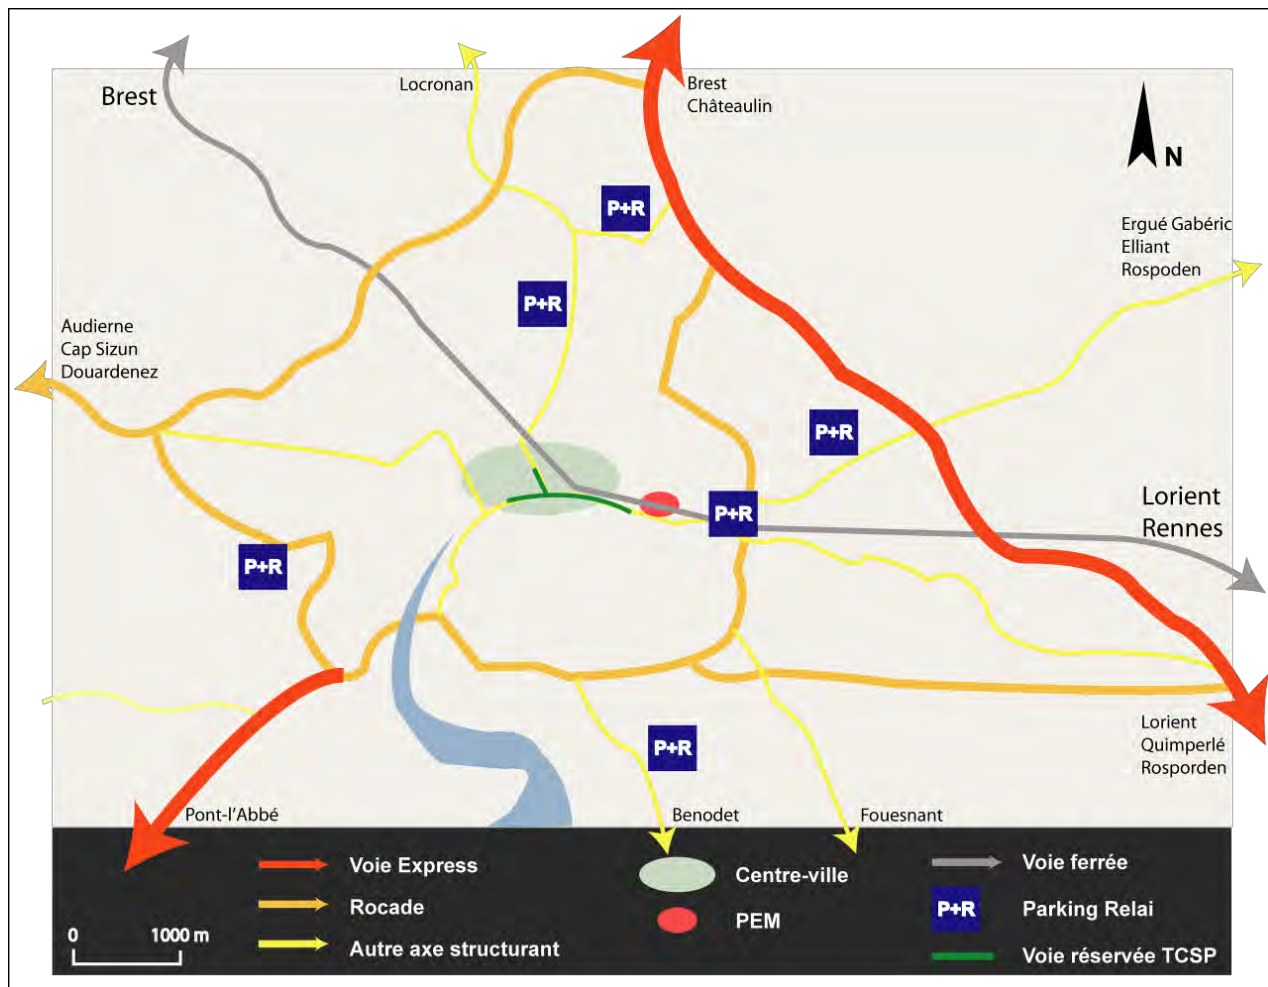 Brest
Locronan
Brest
Châteaulin
N
P+R
Ergué Gabéric
Elliant
Rospoden
P+R
Audierne
Cap Sizun
Douardenez
P+R
Lorient
Rennes
P+R
P+R
Lorient
Quimperlé
Rosporden
P+R
Pont-l'Abbé
Benodet
Fouesnant
Voie Express
Rocade
Autre axe structurant
0 1000 m
Centre-ville
PEM
Voie ferrée
P+R Parking Relai
Voie réservée TCSP